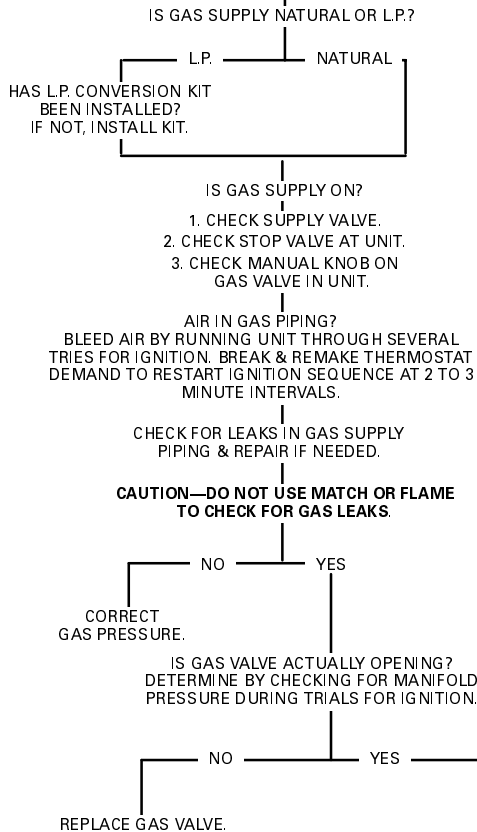 IS GAS SUPPLY NATURAL OR L.P.?
L.P.
NATURAL
HAS L.P. CONVERSION KIT
BEEN INSTALLED?
IF NOT, INSTALL KIT.
IS GAS SUPPLY ON?
1. CHECK SUPPLY VALVE.
2. CHECK STOP VALVE AT UNIT.
3. CHECK MANUAL KNOB ON
GAS VALVE IN UNIT.
AIR IN GAS PIPING?
BLEED AIR BY RUNNING UNIT THROUGH SEVERAL
TRIES FOR IGNITION. BREAK & REMAKE THERMOSTAT
DEMAND TO RESTART IGNITION SEQUENCE AT 2 TO 3
MINUTE INTERVALS.
CHECK FOR LEAKS IN GAS SUPPLY
PIPING & REPAIR IF NEEDED.
CAUTION—DO NOT USE MATCH OR FLAME
TO CHECK FOR GAS LEAKS.
NO
YES
CORRECT
GAS PRESSURE.
IS GAS VALVE ACTUALLY OPENING?
DETERMINE BY CHECKING FOR MANIFOLD
PRESSURE DURING TRIALS FOR IGNITION.
NO
YES
REPLACE GAS VALVE.